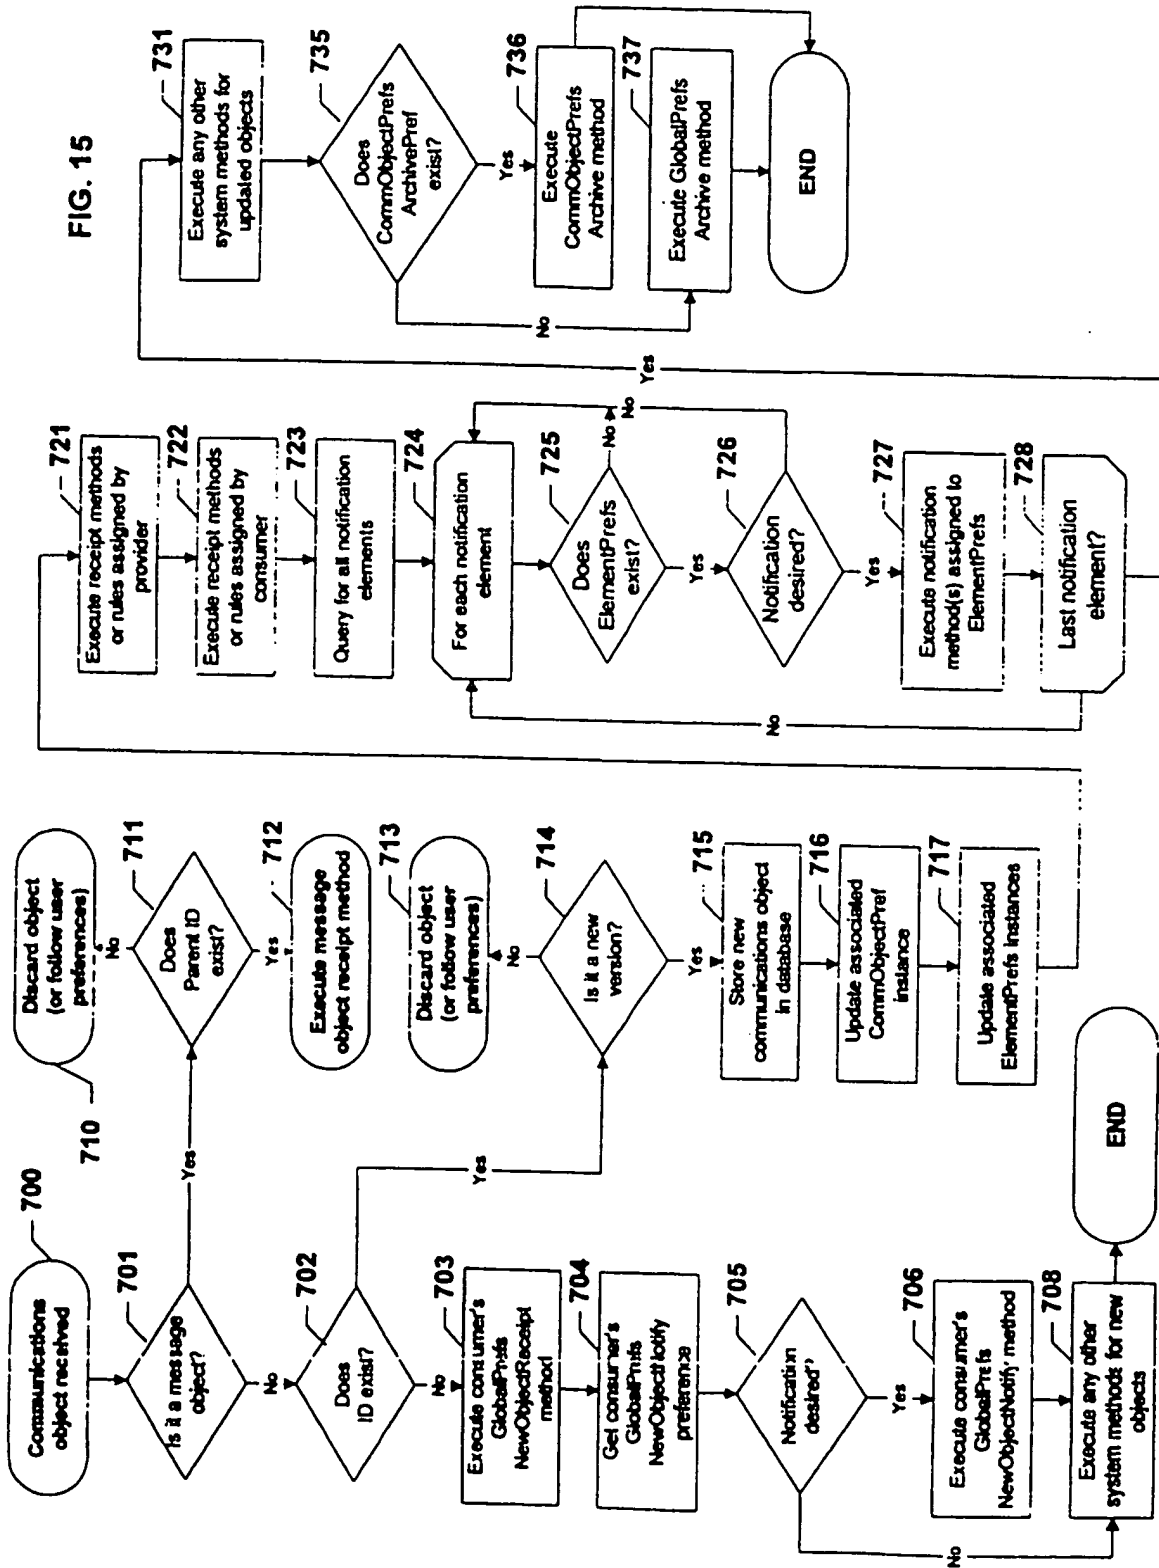 FIG. 15
700
Communications
object received
701
Is it a message
object?
Yes
No
702
Does
ID exist?
Yes
No
703
Execute consumer's
GlobalPrefs
NewObjectReceipt
method
704
Get consumer's
GlobalPrefs
NewObjectNotify
preference
705
Notification
desired?
Yes
No
706
Execute consumer's
GlobalPrefs
NewObjectNotify method
708
Execute any other
system methods for new
objects
END
710
Discard object
(or follow user
preferences)
No
711
Does
Parent ID
exist?
Yes
712
Execute message
object receipt method
713
Discard object
(or follow user
preferences)
No
714
Is it a new
version?
Yes
715
Store new
communications object
in database
716
Update associated
CommObjectPref
instance
717
Update associated
ElementPrefs instances
721
Execute receipt methods
or rules assigned by
provider
722
Execute receipt methods
or rules assigned by
consumer
723
Query for all notification
elements
724
For each notification
element
725
Does
ElementPrefs
exist?
No
Yes
726
Notification
desired?
No
Yes
727
Execute notification
method(s) assigned to
ElementPrefs
728
Last notification
element?
No
Yes
731
Execute any other
system methods for
updated objects
735
Does
CommObjectPrefs
ArchivePref
exist?
Yes
No
736
Execute
CommObjectPrefs
Archive method
737
Execute GlobalPrefs
Archive method
END